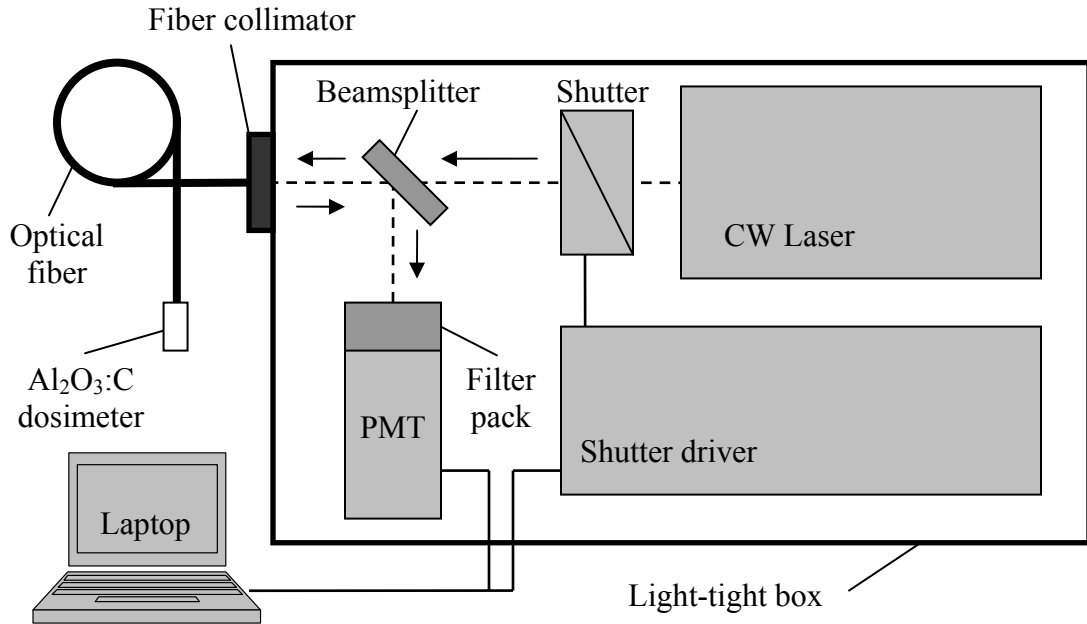 Fiber collimator
Beamsplitter
Shutter
CW Laser
Optical
fiber
Al₂O₃:C
dosimeter
Filter
pack
PMT
Shutter driver
Laptop
Light-tight box